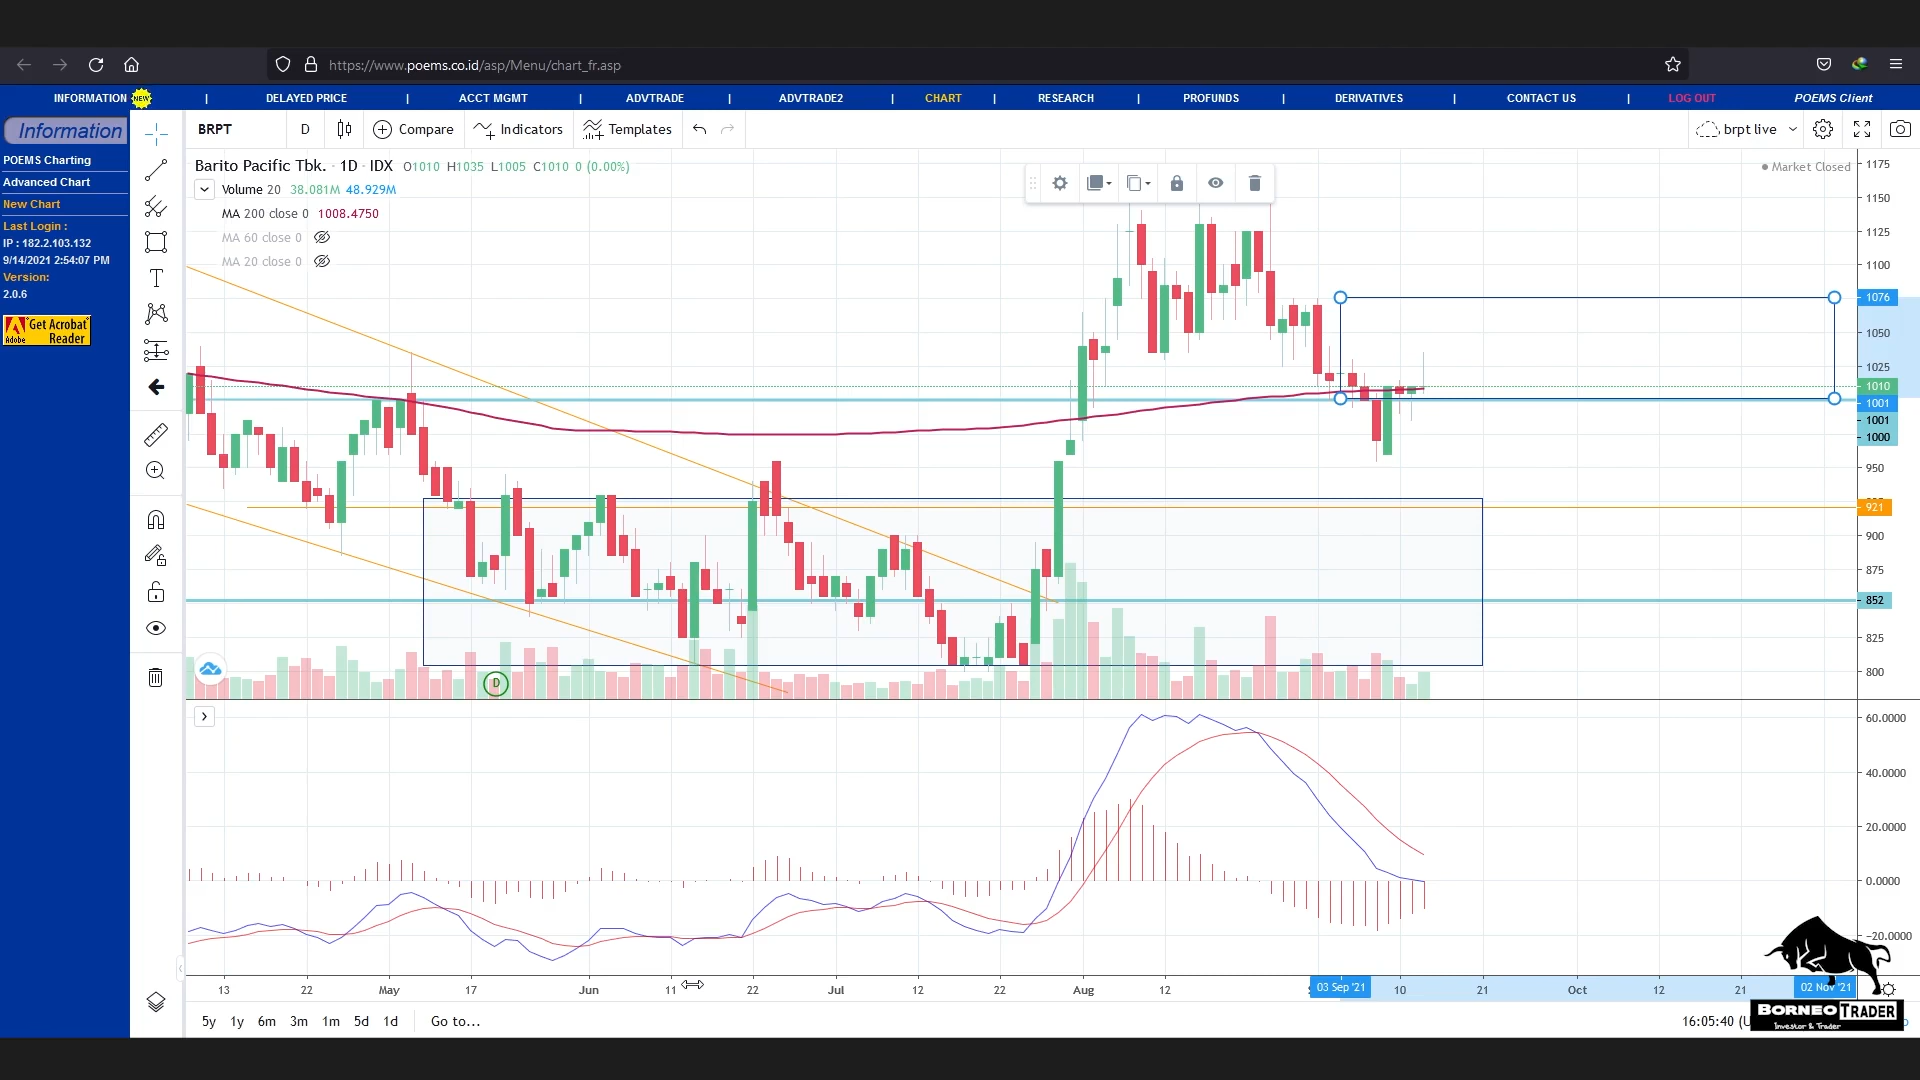 https://www.poems.co.id/asp/Menu/chart_fr.asp
INFORMATION NEW | DELAYED PRICE | ACCT MGMT | ADVTRADE | ADVTRADE2 | CHART | RESEARCH | PROFUNDS | DERIVATIVES | CONTACT US | LOG OUT POEMS Client
Information
POEMS Charting
Advanced Chart
New Chart
Last Login :
IP : 182.2.103.132
9/14/2021 2:54:07 PM
Version:
2.0.6
Get Acrobat
Adobe Reader
BRPT D Compare Indicators Templates brpt live
Barito Pacific Tbk. · 1D · IDX O1010 H1035 L1005 C1010 0 (0.00%)
Market Closed
Volume 20 38.081M 48.929M
MA 200 close 0 1008.4750
MA 60 close 0
MA 20 close 0
1175
1150
1125
1100
1076
1050
1025
1010
1001
1001
1000
950
921
900
875
852
825
800
D
60.0000
40.0000
20.0000
0.0000
-20.0000
13 22 May 17 Jun 11 22 Jul 12 22 Aug 12 03 Sep '21 10 21 Oct 12 21 02 Nov '21
5y 1y 6m 3m 1m 5d 1d Go to...
16:05:40 (U
BORNEO TRADER
Investor & Trader